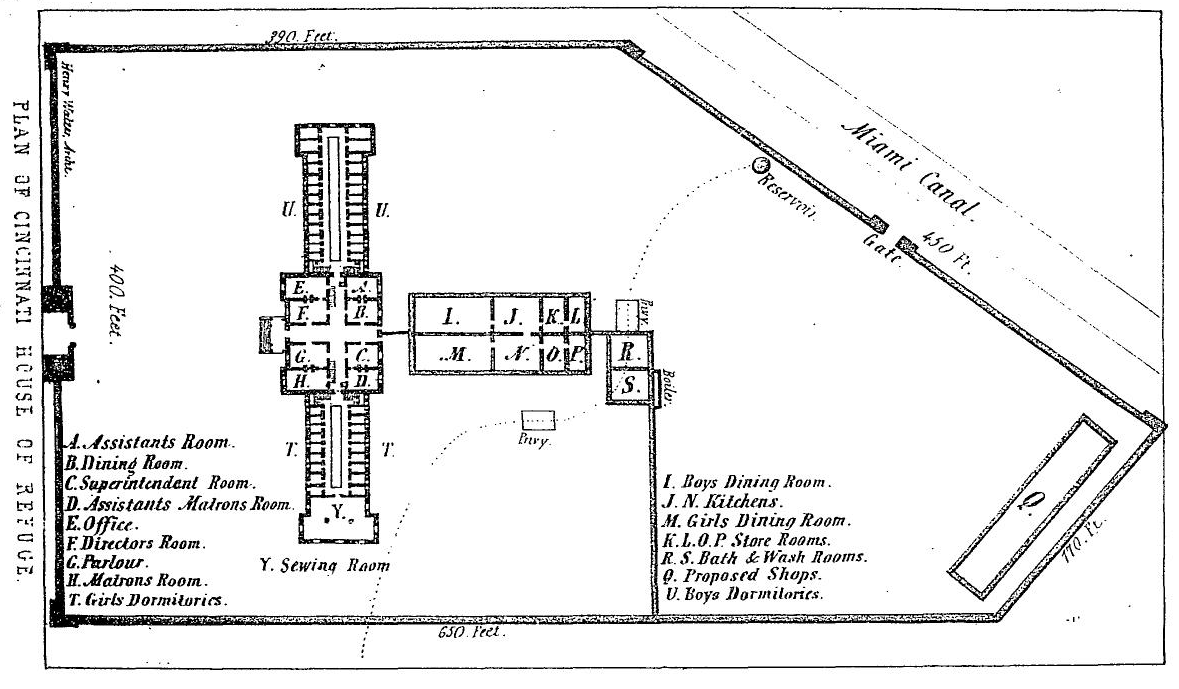 PLAN OF CINCINNATI HOUSE OF REFUGE.
Henry Walter, Archt.
390. Feet.
Miami Canal.
Reservoir.
Gate.
450 Ft.
400. Feet.
U.
U.
E.
A.
F.
B.
G.
C.
H.
D.
I.
J.
K.
L
M.
N.
O.
P.
Privy.
R.
S.
Boiler.
Privy.
T.
T.
Y.
Q.
170. Ft.
A. Assistants Room.
B. Dining Room.
C. Superintendant Room.
D. Assistants Matrons Room.
E. Office.
F. Directors Room.
G. Parlour.
H. Matrons Room.
T. Girls Dormitories.
Y. Sewing Room
I. Boys Dining Room.
J. N. Kitchens.
M. Girls Dining Room.
K. L. O. P. Store Rooms.
R. S. Bath & Wash Rooms.
Q. Proposed Shops.
U. Boys Dormitories.
650. Feet.